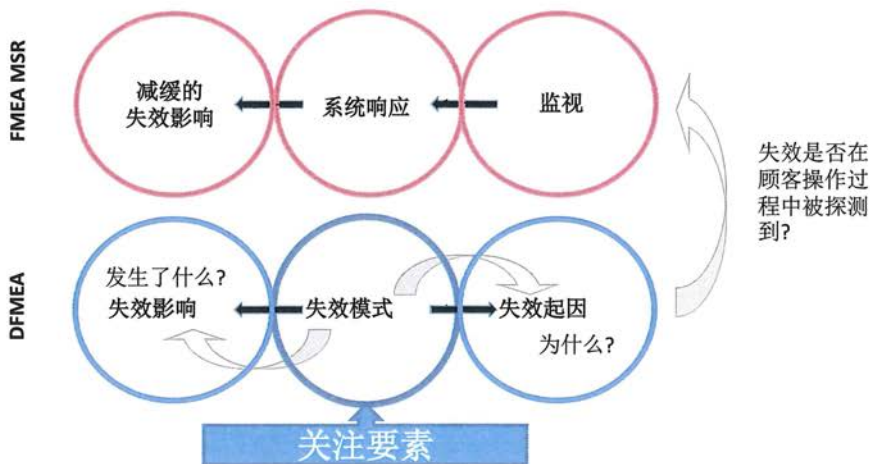 FMEA MSR
减缓的
失效影响
系统响应
监视
失效是否在
顾客操作过
程中被探测
到?
DFMEA
发生了什么?
失效影响
失效模式
失效起因
为什么?
关注要素